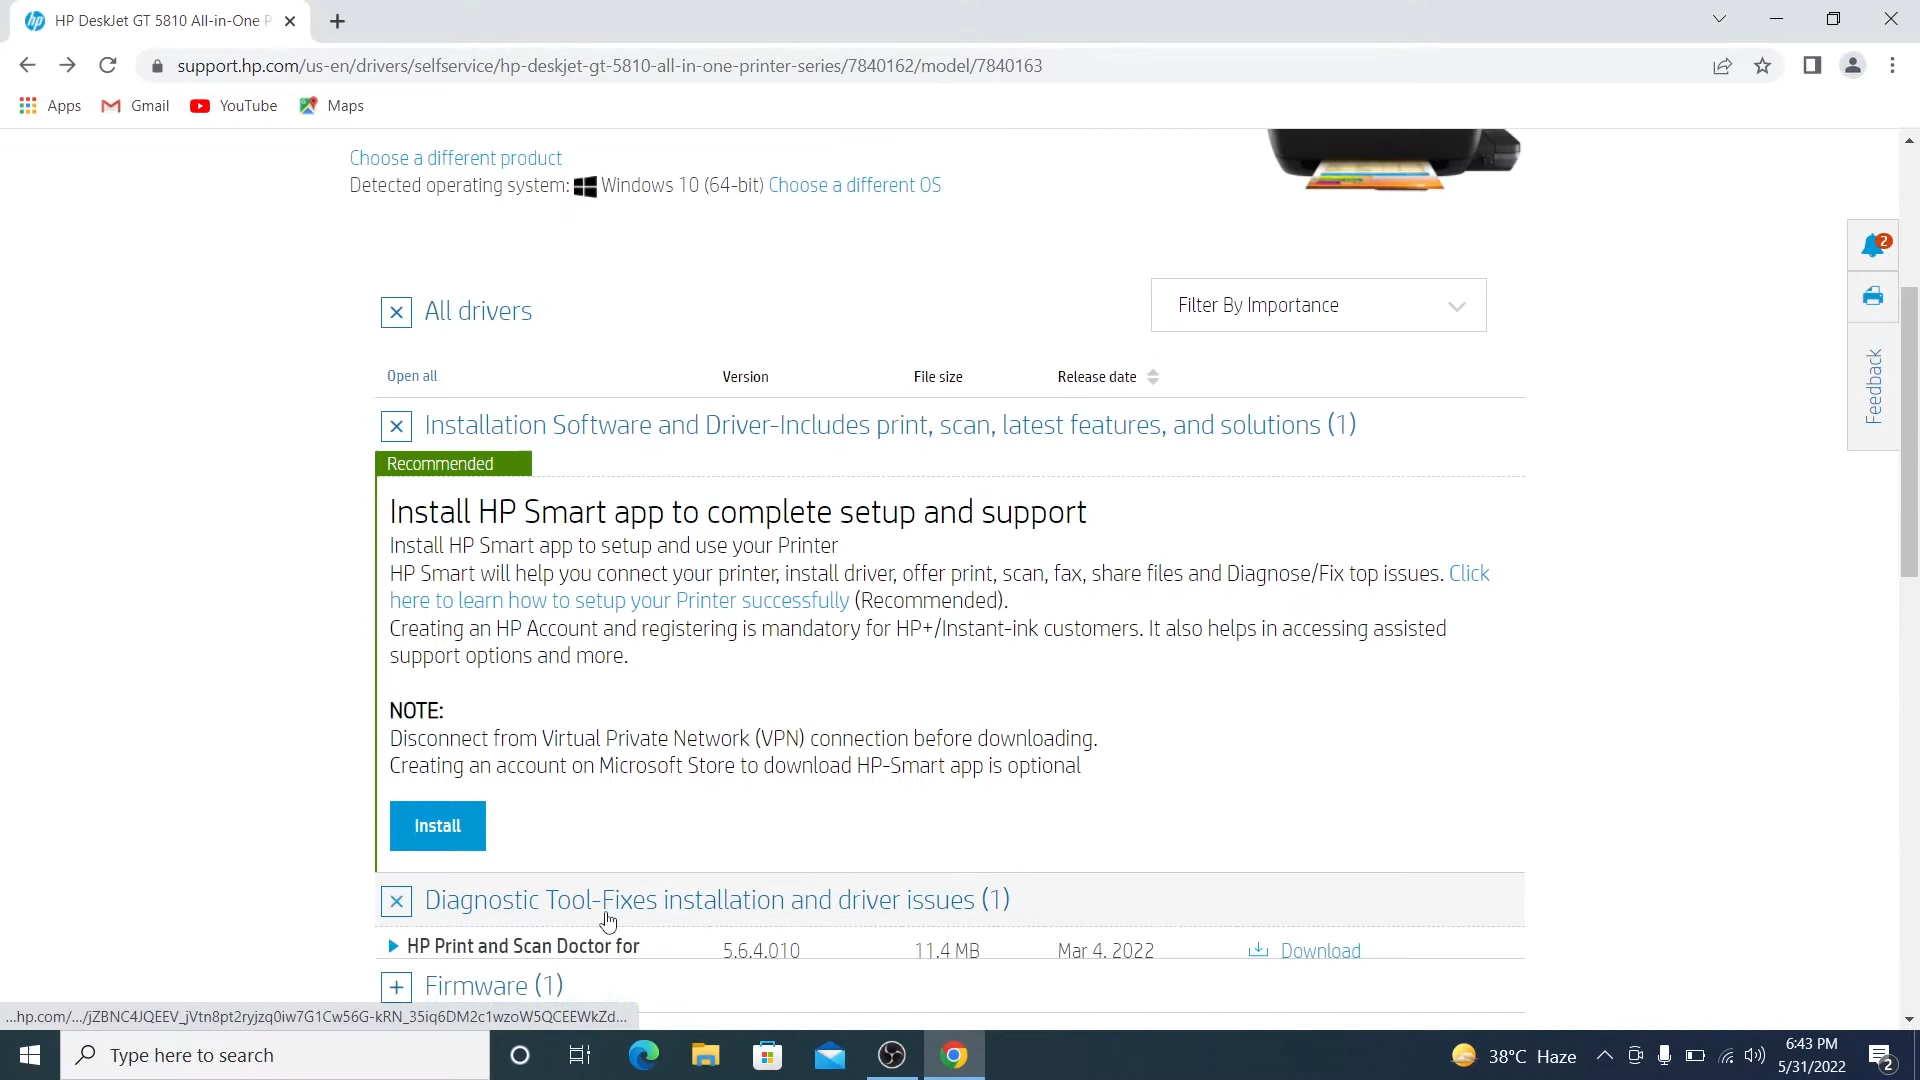 HP DeskJet GT 5810 All-in-One P
support.hp.com/us-en/drivers/selfservice/hp-deskjet-gt-5810-all-in-one-printer-series/7840162/model/7840163
Apps Gmail YouTube Maps
Choose a different product
Detected operating system: Windows 10 (64-bit) Choose a different OS
2
All drivers
Filter By Importance
Feedback
Open all Version File size Release date
Installation Software and Driver-Includes print, scan, latest features, and solutions (1)
Recommended
Install HP Smart app to complete setup and support
Install HP Smart app to setup and use your Printer
HP Smart will help you connect your printer, install driver, offer print, scan, fax, share files and Diagnose/Fix top issues. Click
here to learn how to setup your Printer successfully (Recommended).
Creating an HP Account and registering is mandatory for HP+/Instant-ink customers. It also helps in accessing assisted
support options and more.
NOTE:
Disconnect from Virtual Private Network (VPN) connection before downloading.
Creating an account on Microsoft Store to download HP-Smart app is optional
Install
Diagnostic Tool-Fixes installation and driver issues (1)
HP Print and Scan Doctor for 5.6.4.010 11.4 MB Mar 4, 2022 Download
Firmware (1)
...hp.com/.../jZBNC4JQEEV_jVtn8pt2ryjzq0iw7G1Cw56G-kRN_35iq6DM2c1wzoW5QCEEWkZd...
Type here to search
38°C Haze
6:43 PM
5/31/2022
2